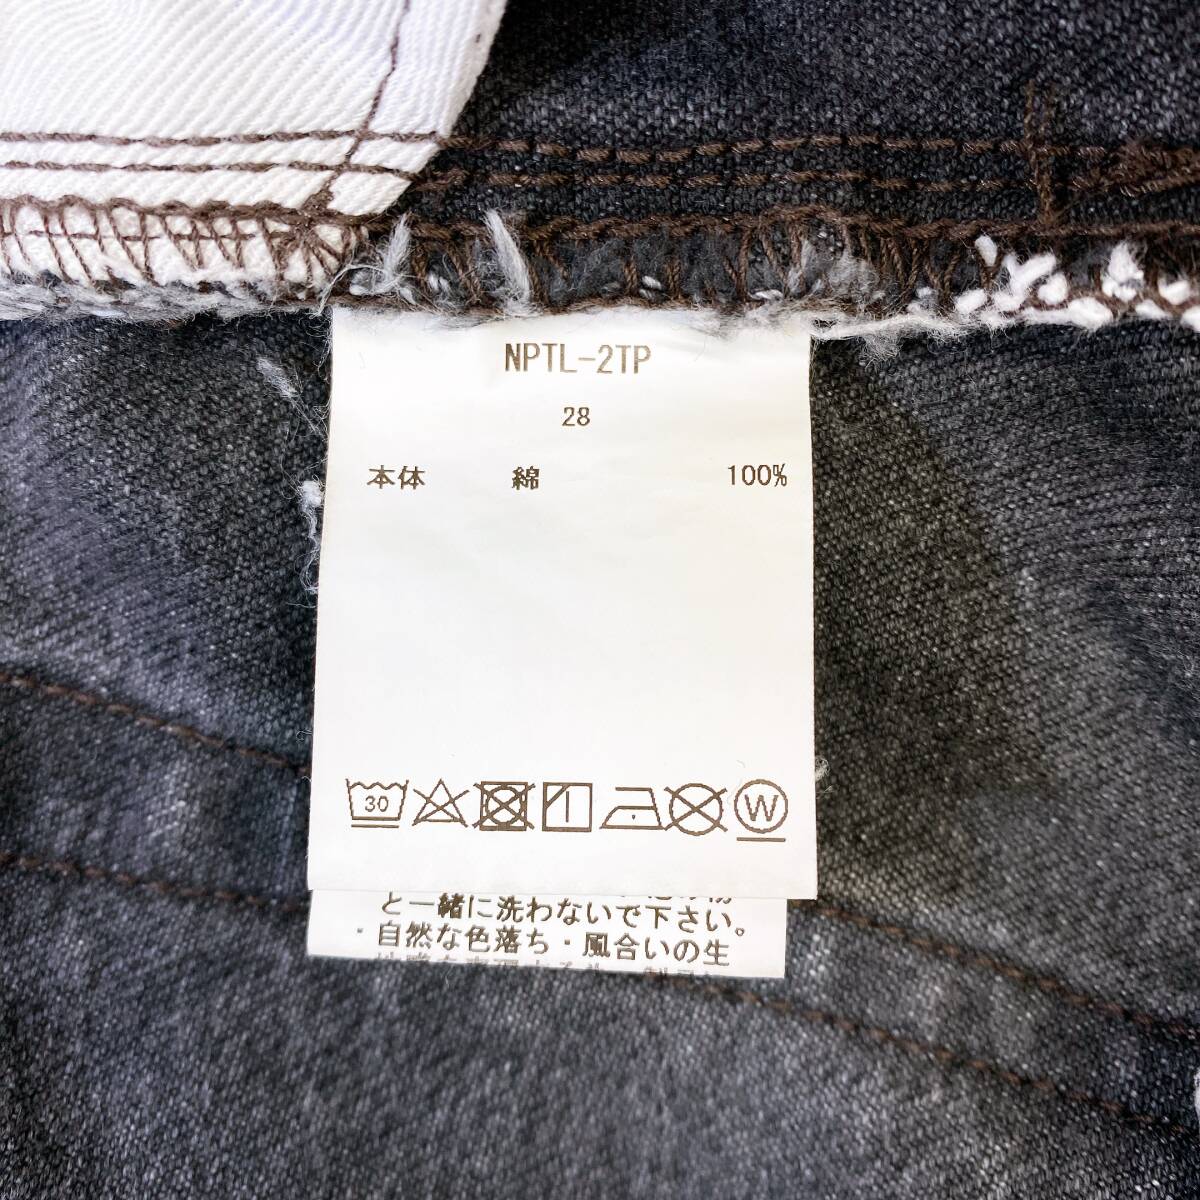 NPTL-2TP
28
本体 綿 100%
30
W
と一緒に洗わないで下さい。
・自然な色落ち・風合いの生